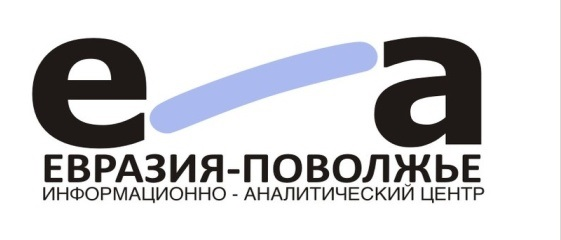 е а
ЕВРАЗИЯ-ПОВОЛЖЬЕ
ИНФОРМАЦИОННО - АНАЛИТИЧЕСКИЙ ЦЕНТР